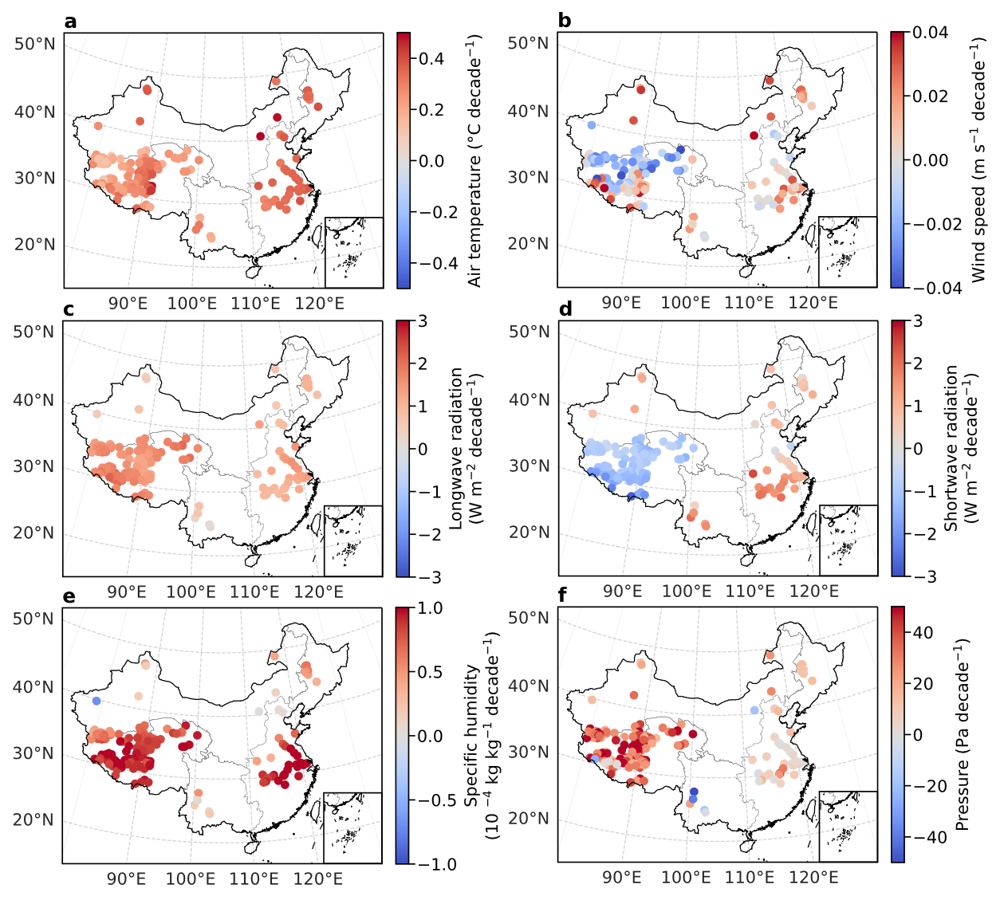 a
50°N
40°N
30°N
20°N
90°E
100°E
110°E
120°E
0.4
0.2
0.0
−0.2
−0.4
Air temperature (°C decade⁻¹)
b
50°N
40°N
30°N
20°N
90°E
100°E
110°E
120°E
0.04
0.02
0.00
−0.02
−0.04
Wind speed (m s⁻¹ decade⁻¹)
c
50°N
40°N
30°N
20°N
90°E
100°E
110°E
120°E
3
2
1
0
−1
−2
−3
Longwave radiation
(W m⁻² decade⁻¹)
d
50°N
40°N
30°N
20°N
90°E
100°E
110°E
120°E
3
2
1
0
−1
−2
−3
Shortwave radiation
(W m⁻² decade⁻¹)
e
50°N
40°N
30°N
20°N
90°E
100°E
110°E
120°E
1.0
0.5
0.0
−0.5
−1.0
Specific humidity
(10 ⁻⁴ kg kg⁻¹ decade⁻¹)
f
50°N
40°N
30°N
20°N
90°E
100°E
110°E
120°E
40
20
0
−20
−40
Pressure (Pa decade⁻¹)